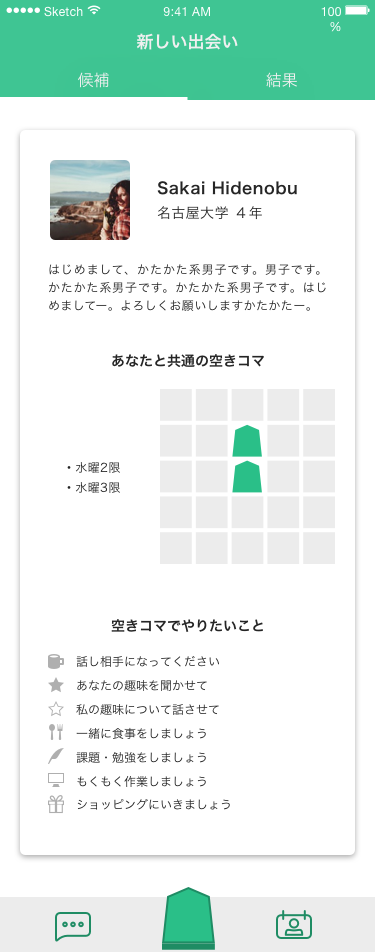 Sketch 9:41 AM 100
%
新しい出会い
候補 結果
Sakai Hidenobu
名古屋大学 ４年
はじめまして、かたかた系男子です。男子です。
かたかた系男子です。かたかた系男子です。はじ
めましてー。よろしくお願いしますかたかたー。
あなたと共通の空きコマ
・水曜2限
・水曜3限
空きコマでやりたいこと
話し相手になってください
あなたの趣味を聞かせて
私の趣味について話させて
一緒に食事をしましょう
課題・勉強をしましょう
もくもく作業しましょう
ショッピングにいきましょう